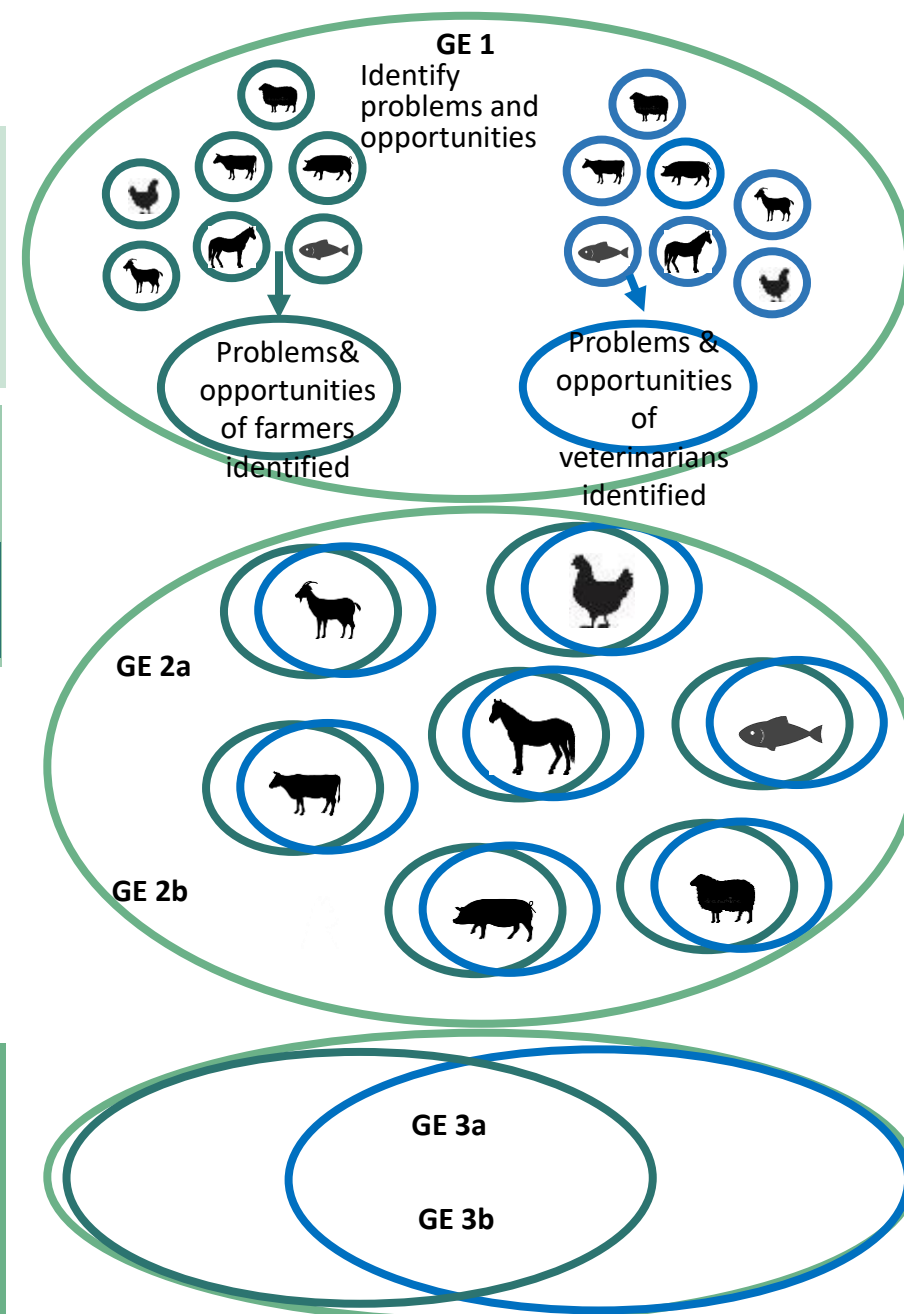 GE 1
Identify
problems and
opportunities
Problems&
opportunities
of farmers
identified
Problems &
opportunities
of
veterinarians
identified
GE 2a
GE 2b
GE 3a
GE 3b